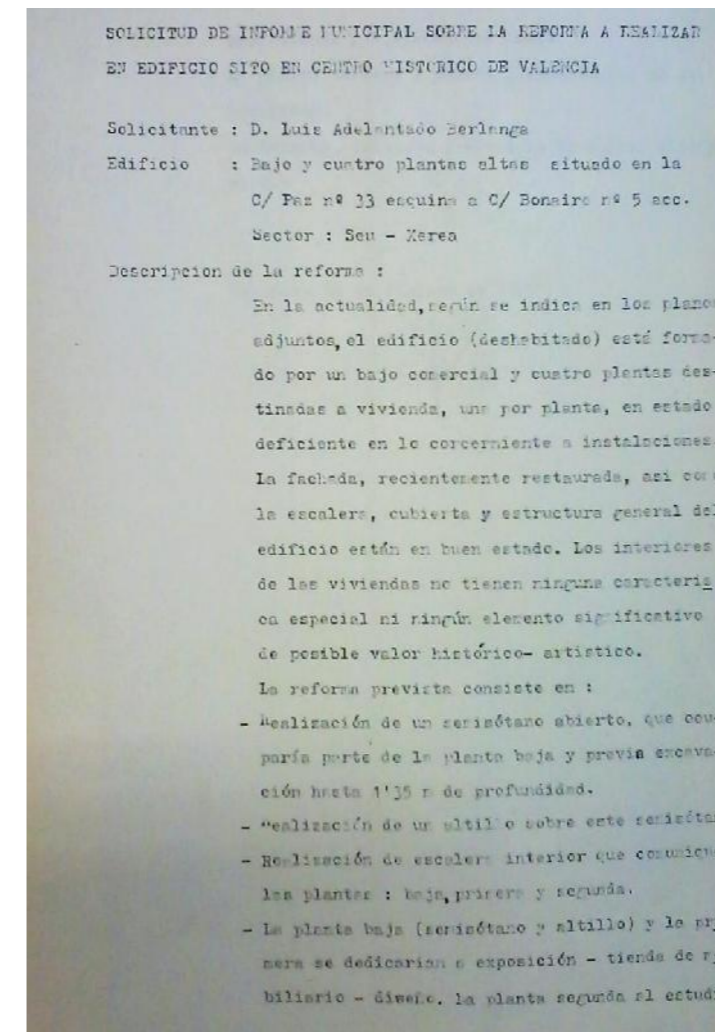 SOLICITUD DE INFORME MUNICIPAL SOBRE LA REFORMA A REALIZAR
EN EDIFICIO SITO EN CENTRO HISTORICO DE VALENCIA
Solicitante : D. Luis Adelantado Berlanga
Edificio : Bajo y cuatro plantas altas situado en la
C/ Paz nº 33 esquina a C/ Bonaire nº 5 acc.
Sector : Seu - Xerea
Descripcion de la reforma :
En la actualidad, según se indica en los plano
adjuntos, el edificio (deshabitado) está forma-
do por un bajo comercial y cuatro plantas des-
tinadas a vivienda, una por planta, en estado
deficiente en lo concerniente a instalaciones.
La fachada, recientemente restaurada, asi como
la escalera, cubierta y estructura general del
edificio están en buen estado. Los interiores
de las viviendas no tienen ninguna caracteris
ca especial ni ningún elemento significativo
de posible valor histórico- artistico.
La reforma prevista consiste en :
- Realización de un semisótano abierto, que ocu-
paría parte de la planta baja y previa excava-
ción hasta 1'35 m de profundidad.
- Realización de un altillo sobre este semisóta
- Realización de escalera interior que comunique
las plantas : baja, primera y segunda.
- La planta baja (semisótano y altillo) y la pri
mera se dedicarian a exposición - tienda de m
biliario - diseño. la planta segunda al estudi